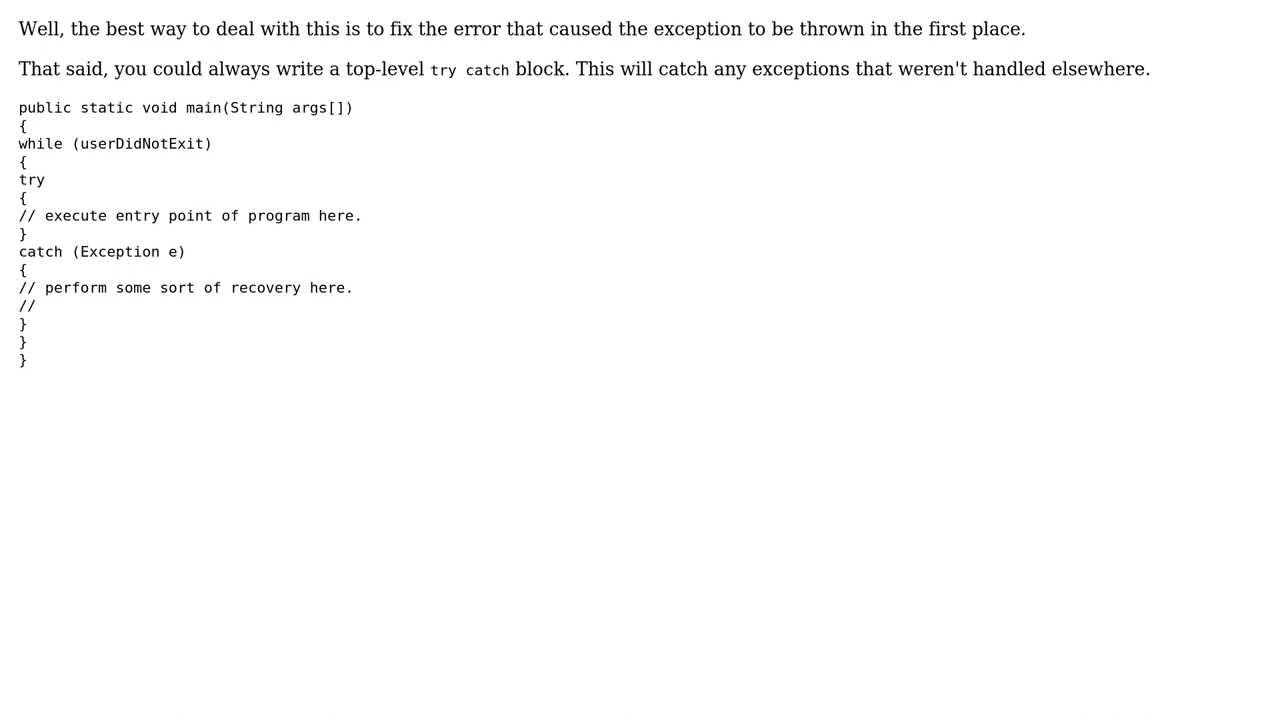 Well, the best way to deal with this is to fix the error that caused the exception to be thrown in the first place.
That said, you could always write a top-level try catch block. This will catch any exceptions that weren't handled elsewhere.
public static void main(String args[])
{
while (userDidNotExit)
{
try
{
// execute entry point of program here.
}
catch (Exception e)
{
// perform some sort of recovery here.
//
}
}
}